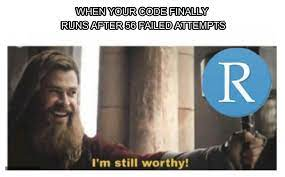 WHEN YOUR CODE FINALLY
RUNS AFTER 56 FAILED ATTEMPTS
R
I'm still worthy!